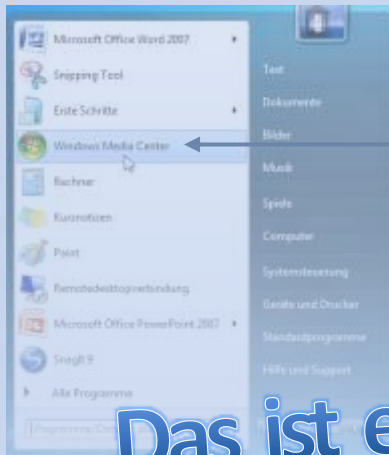 Microsoft Office Word 2007
Snipping Tool
Erste Schritte
Windows Media Center
Rechner
Kurznotizen
Paint
Remotedesktopverbindung
Microsoft Office PowerPoint 2007
SnagIt 9
Alle Programme
Test
Dokumente
Bilder
Musik
Spiele
Computer
Systemsteuerung
Geräte und Drucker
Standardprogramme
Hilfe und Support
Das ist e